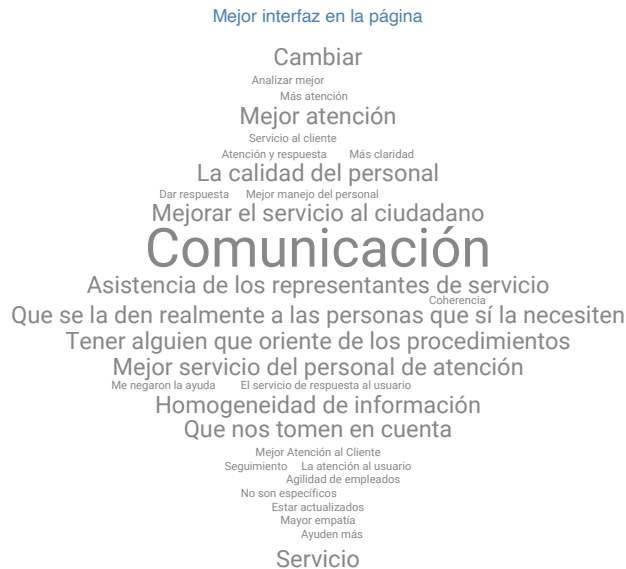 Mejor interfaz en la página
Cambiar
Analizar mejor
Más atención
Mejor atención
Servicio al cliente
Atención y respuesta
Más claridad
La calidad del personal
Dar respuesta
Mejor manejo del personal
Mejorar el servicio al ciudadano
Comunicación
Asistencia de los representantes de servicio
Coherencia
Que se la den realmente a las personas que sí la necesiten
Tener alguien que oriente de los procedimientos
Mejor servicio del personal de atención
Me negaron la ayuda
El servicio de respuesta al usuario
Homogeneidad de información
Que nos tomen en cuenta
Mejor Atención al Cliente
Seguimiento
La atención al usuario
Agilidad de empleados
No son específicos
Estar actualizados
Mayor empatía
Ayuden más
Servicio